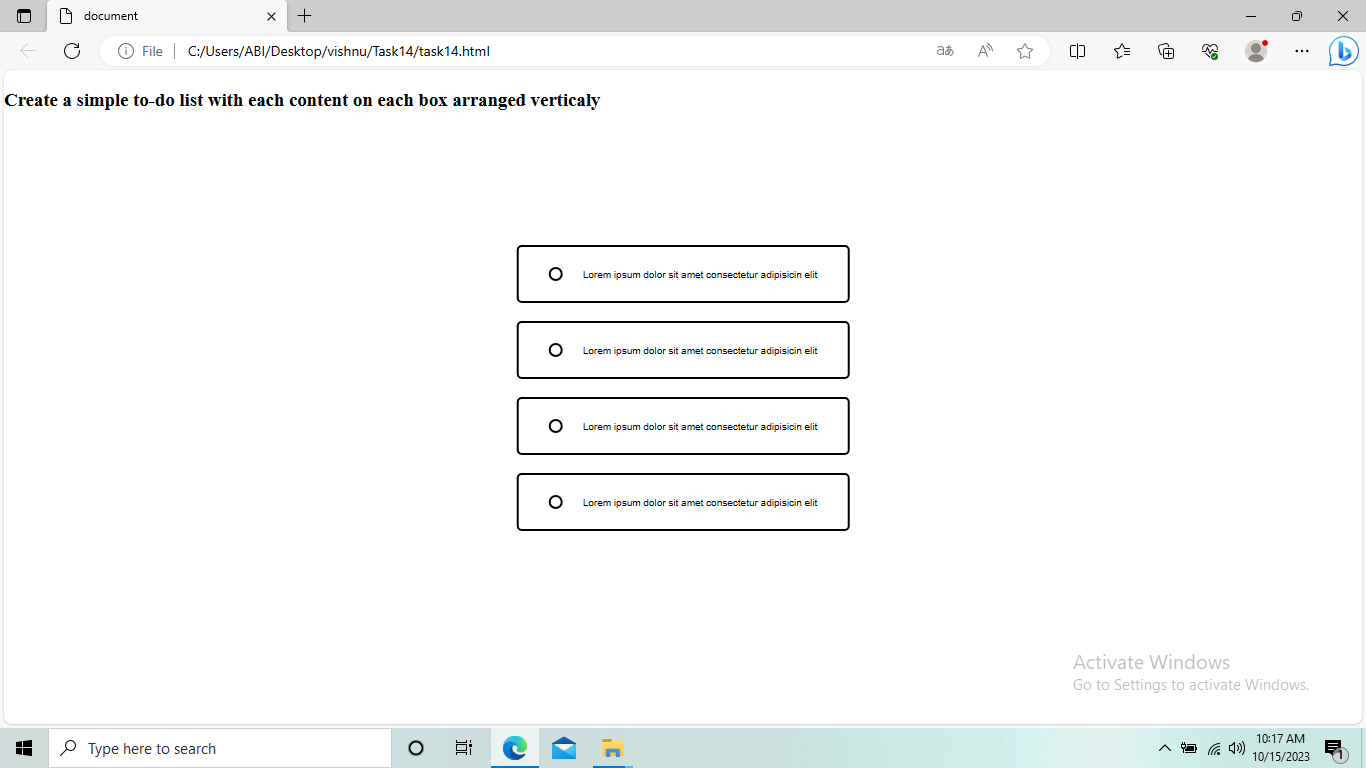 document
File
C:/Users/ABI/Desktop/vishnu/Task14/task14.html
aあ
A
Create a simple to-do list with each content on each box arranged verticaly
Lorem ipsum dolor sit amet consectetur adipisicin elit
Lorem ipsum dolor sit amet consectetur adipisicin elit
Lorem ipsum dolor sit amet consectetur adipisicin elit
Lorem ipsum dolor sit amet consectetur adipisicin elit
Activate Windows
Go to Settings to activate Windows.
Type here to search
10:17 AM
10/15/2023
1